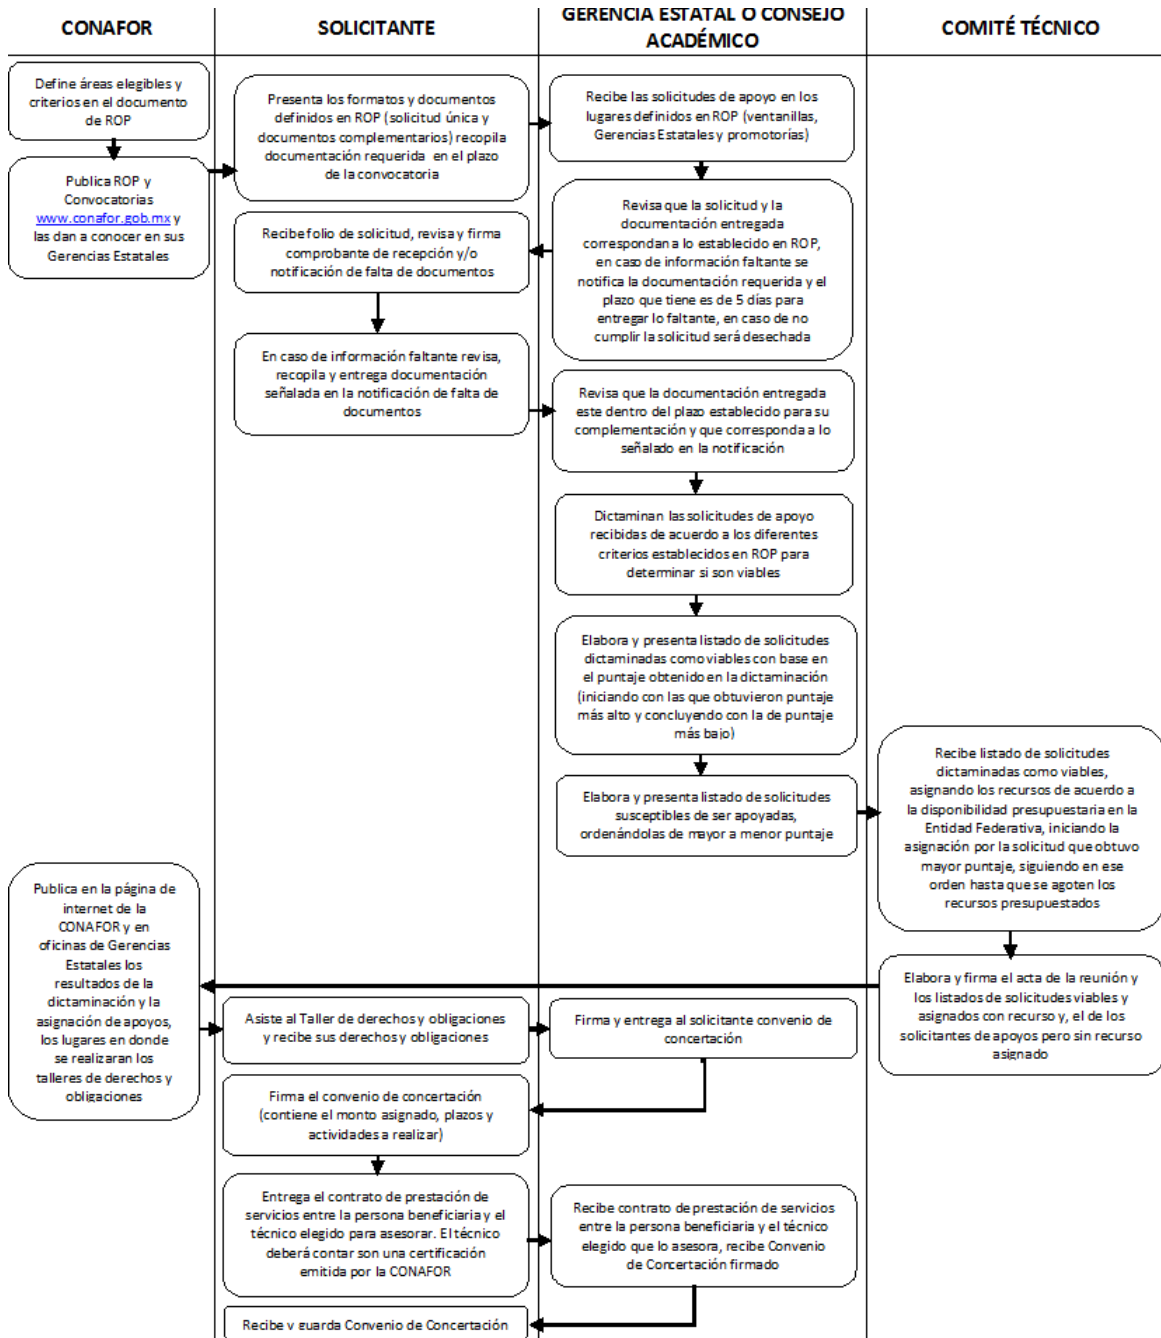 CONAFOR
SOLICITANTE
GERENCIA ESTATAL O CONSEJO
ACADÉMICO
COMITÉ TÉCNICO
Define áreas elegibles y
criterios en el documento
de ROP
Publica ROP y
Convocatorias
www.conafor.gob.mx y
las dan a conocer en sus
Gerencias Estatales
Presenta los formatos y documentos
definidos en ROP (solicitud única y
documentos complementarios) recopila
documentación requerida en el plazo
de la convocatoria
Recibe las solicitudes de apoyo en los
lugares definidos en ROP (ventanillas,
Gerencias Estatales y promotorías)
Revisa que la solicitud y la
documentación entregada
correspondan a lo establecido en ROP,
en caso de información faltante se
notifica la documentación requerida y el
plazo que tiene es de 5 días para
entregar lo faltante, en caso de no
cumplir la solicitud será desechada
Recibe folio de solicitud, revisa y firma
comprobante de recepción y/o
notificación de falta de documentos
En caso de información faltante revisa,
recopila y entrega documentación
señalada en la notificación de falta de
documentos
Revisa que la documentación entregada
este dentro del plazo establecido para su
complementación y que corresponda a lo
señalado en la notificación
Dictaminan las solicitudes de apoyo
recibidas de acuerdo a los diferentes
criterios establecidos en ROP para
determinar si son viables
Elabora y presenta listado de solicitudes
dictaminadas como viables con base en
el puntaje obtenido en la dictaminación
(iniciando con las que obtuvieron puntaje
más alto y concluyendo con la de puntaje
más bajo)
Elabora y presenta listado de solicitudes
susceptibles de ser apoyadas,
ordenándolas de mayor a menor puntaje
Recibe listado de solicitudes
dictaminadas como viables,
asignando los recursos de acuerdo a
la disponibilidad presupuestaria en la
Entidad Federativa, iniciando la
asignación por la solicitud que obtuvo
mayor puntaje, siguiendo en ese
orden hasta que se agoten los
recursos presupuestados
Elabora y firma el acta de la reunión y
los listados de solicitudes viables y
asignados con recurso y, el de los
solicitantes de apoyos pero sin recurso
asignado
Publica en la página de
internet de la
CONAFOR y en
oficinas de Gerencias
Estatales los
resultados de la
dictaminación y la
asignación de apoyos,
los lugares en donde
se realizaran los
talleres de derechos y
obligaciones
Asiste al Taller de derechos y obligaciones
y recibe sus derechos y obligaciones
Firma y entrega al solicitante convenio de
concertación
Firma el convenio de concertación
(contiene el monto asignado, plazos y
actividades a realizar)
Entrega el contrato de prestación de
servicios entre la persona beneficiaria y el
técnico elegido para asesorar. El técnico
deberá contar son una certificación
emitida por la CONAFOR
Recibe contrato de prestación de servicios
entre la persona beneficiaria y el técnico
elegido que lo asesora, recibe Convenio
de Concertación firmado
Recibe y guarda Convenio de Concertación